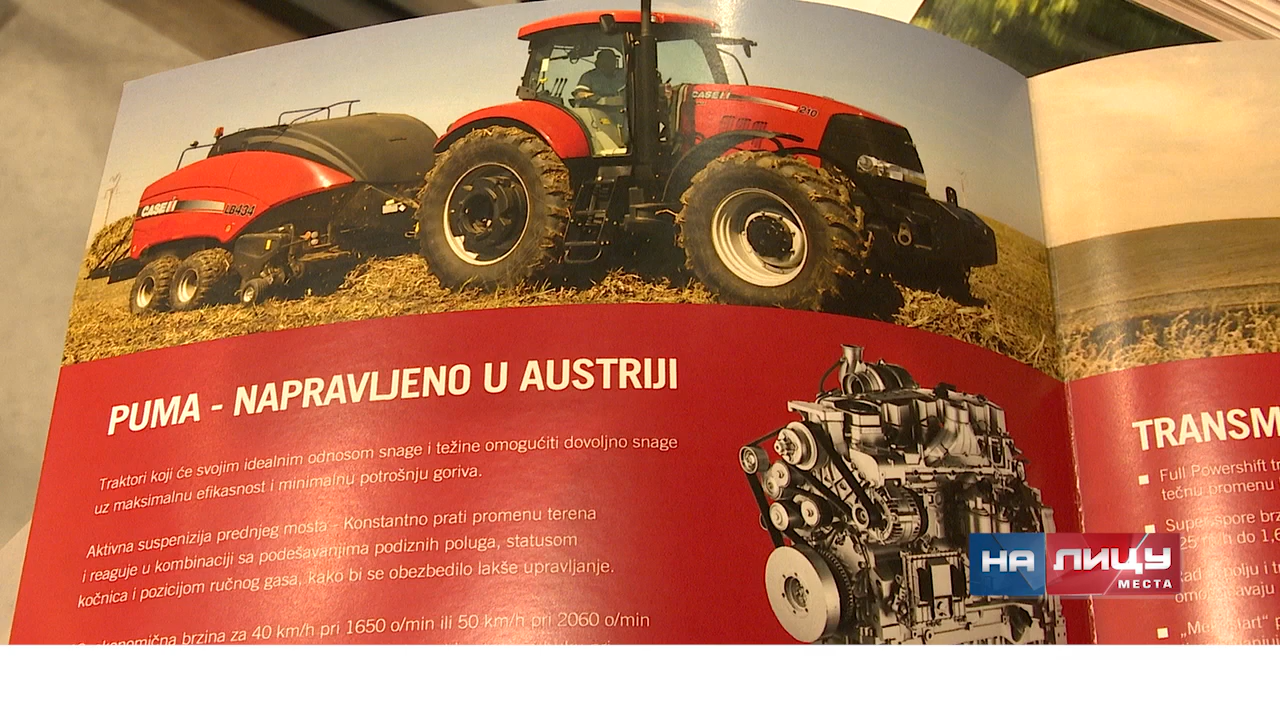 CASE IH
210
CASE IH
LB434
PUMA - NAPRAVLJENO U AUSTRIJI
Traktori koji će svojim idealnim odnosom snage i težine omogućiti dovoljno snage
uz maksimalnu efikasnost i minimalnu potrošnju goriva.
Aktivna suspenizija prednjeg mosta - Konstantno prati promenu terena
i reaguje u kombinaciji sa podešavanjima podiznih poluga, statusom
kočnica i pozicijom ručnog gasa, kako bi se obezbedilo lakše upravljanje.
brzina za 40 km/h pri 1650 o/min ili 50 km/h pri 2060 o/min
TRANSM
Full Powershift
tečnu promenu
Super spore
h do 1,6
polju i
НА ЛИЦУ
МЕСТА